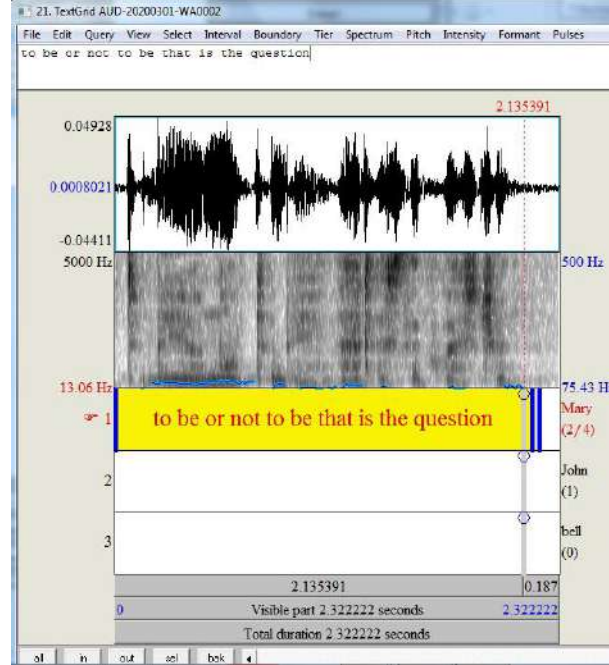 21. TextGrid AUD-20200301-WA0002
File Edit Query View Select Interval Boundary Tier Spectrum Pitch Intensity Formant Pulses
to be or not to be that is the question
2.135391
0.04928
0.0008021
-0.04411
5000 Hz 500 Hz
13.06 Hz 75.43 H
1 to be or not to be that is the question Mary
(2/4)
2 John
(1)
3 bell
(0)
2.135391 0.187
0 Visible part 2.322222 seconds 2.322222
Total duration 2.322222 seconds
all in out sel bak